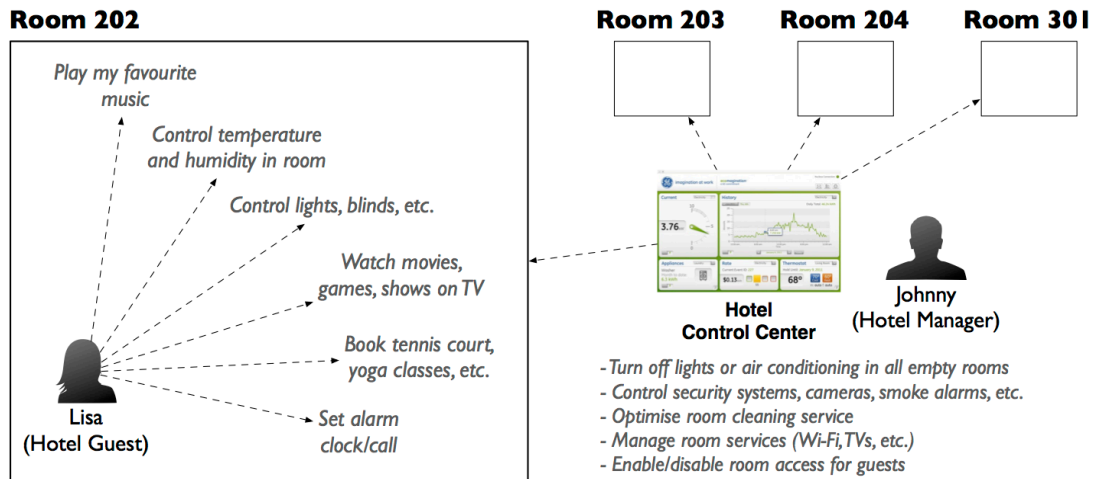 Room 202
Play my favourite
music
Control temperature
and humidity in room
Control lights, blinds, etc.
Watch movies,
games, shows on TV
Book tennis court,
yoga classes, etc.
Set alarm
clock/call
Lisa
(Hotel Guest)
Room 203
Room 204
Room 301
imagination at work
Current
History
3.76
Appliances
Rate
Thermostat
$0.13
68°
Hotel
Control Center
Johnny
(Hotel Manager)
- Turn off lights or air conditioning in all empty rooms
- Control security systems, cameras, smoke alarms, etc.
- Optimise room cleaning service
- Manage room services (Wi-Fi, TVs, etc.)
- Enable/disable room access for guests